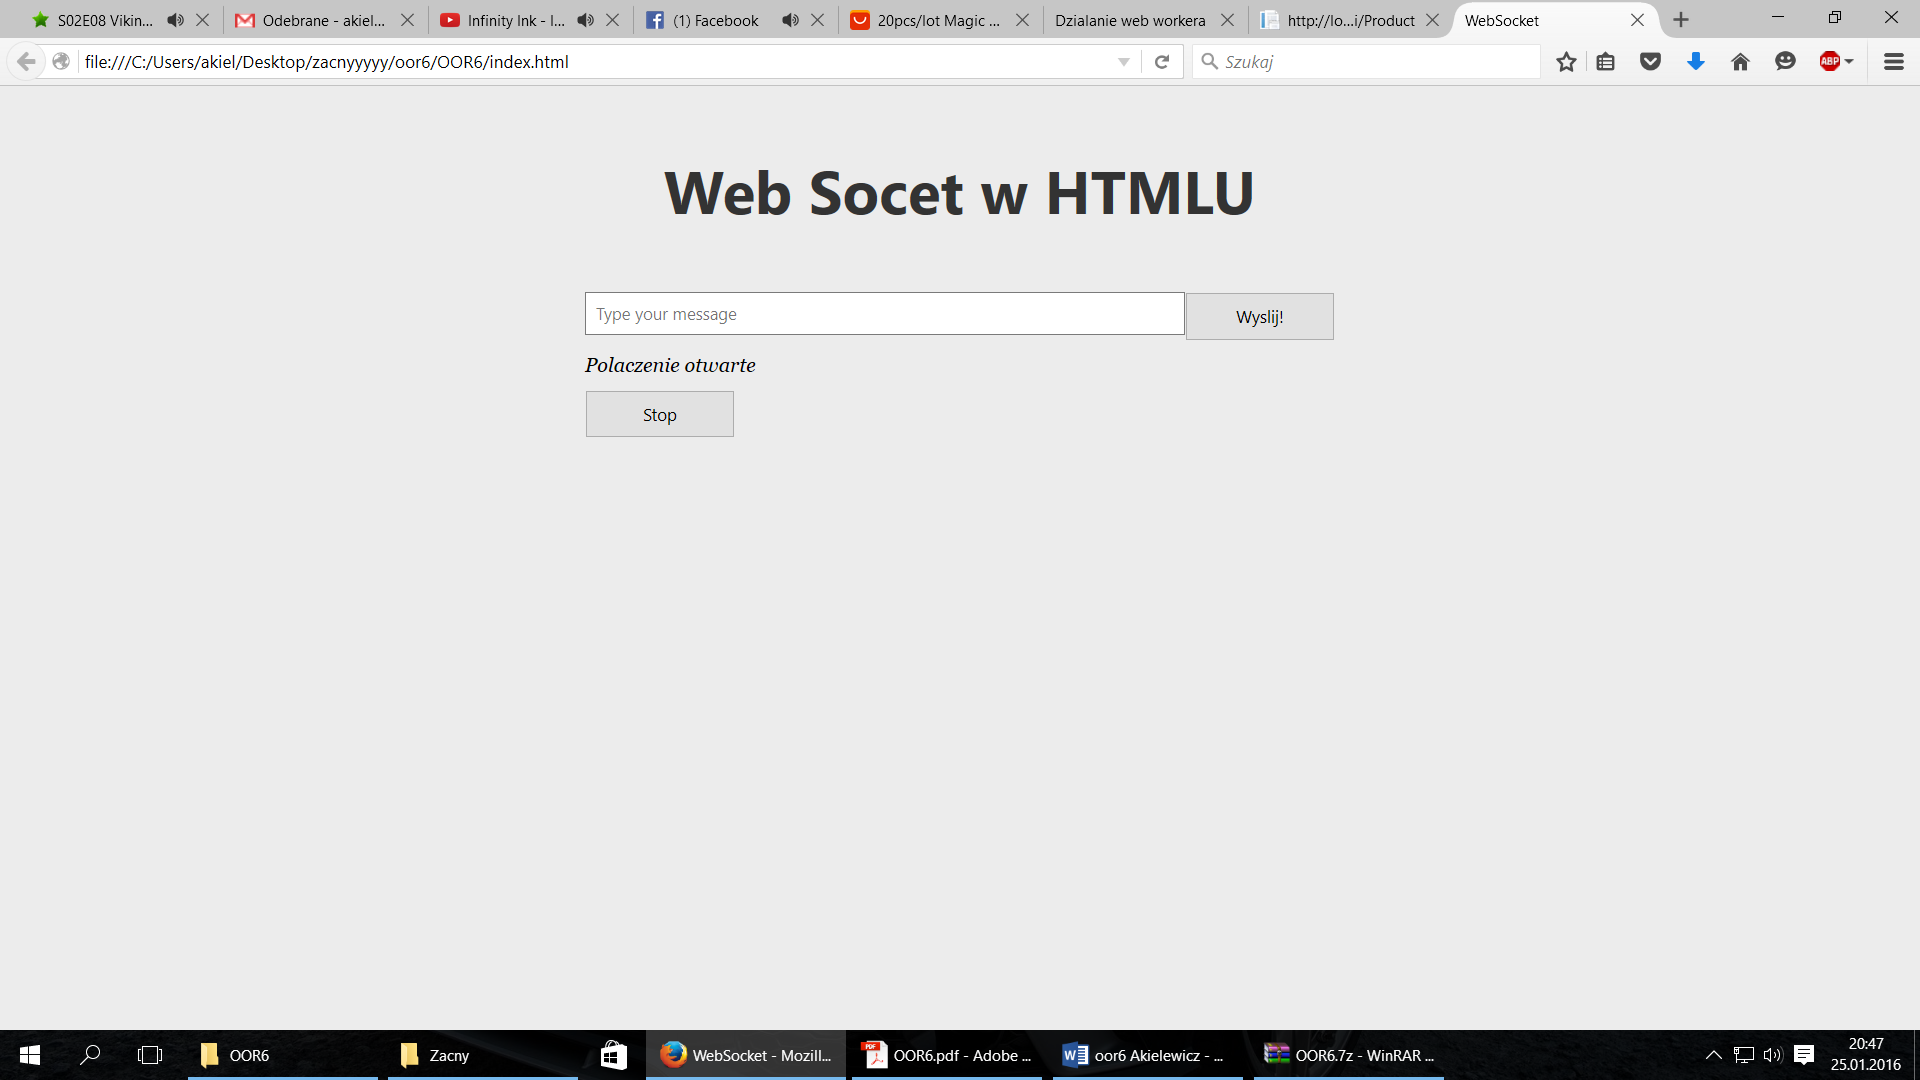 S02E08 Vikin...
Odebrane - akiel...
Infinity Ink - I...
(1) Facebook
20pcs/lot Magic ...
Dzialanie web workera
http://lo...i/Product
WebSocket
file:///C:/Users/akiel/Desktop/zacnyyyyy/oor6/OOR6/index.html
Szukaj
ABP
Web Socet w HTMLU
Type your message
Wyslij!
Polaczenie otwarte
Stop
OOR6
Zacny
WebSocket - Mozill...
PDF
OOR6.pdf - Adobe ...
oor6 Akielewicz - ...
OOR6.7z - WinRAR ...
20:47
25.01.2016